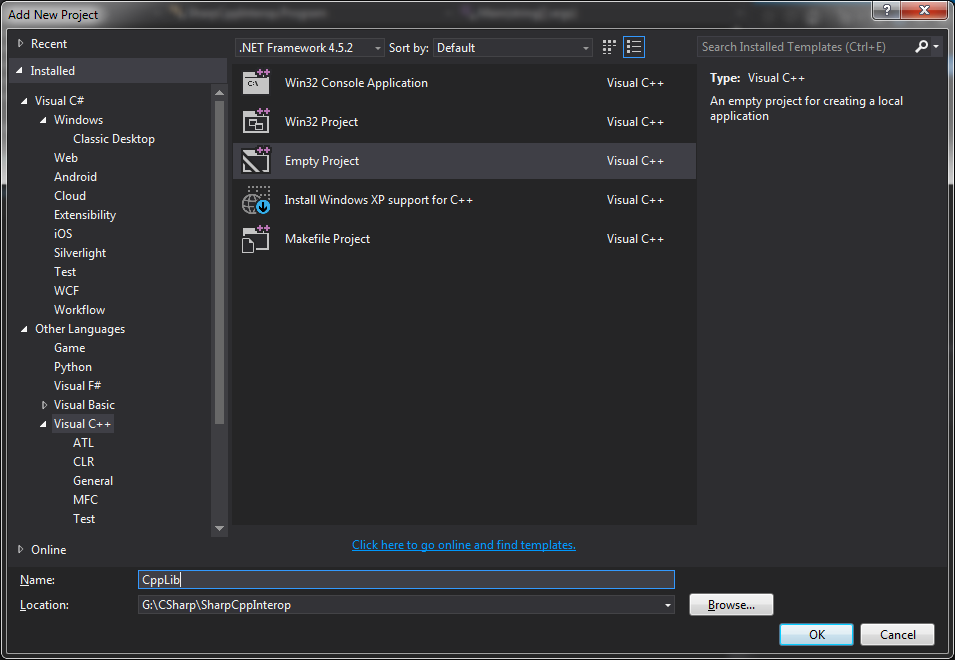 Add New Project
?
Recent
.NET Framework 4.5.2
Sort by:
Default
Search Installed Templates (Ctrl+E)
Installed
Visual C#
Windows
Classic Desktop
Web
Android
Cloud
Extensibility
iOS
Silverlight
Test
WCF
Workflow
Other Languages
Game
Python
Visual F#
Visual Basic
Visual C++
ATL
CLR
General
MFC
Test
Online
C:\
Win32 Console Application Visual C++
Win32 Project Visual C++
Empty Project Visual C++
Install Windows XP support for C++ Visual C++
Makefile Project Visual C++
Type: Visual C++
An empty project for creating a local
application
Click here to go online and find templates.
Name: CppLib
Location: G:\CSharp\SharpCppInterop
Browse...
OK
Cancel